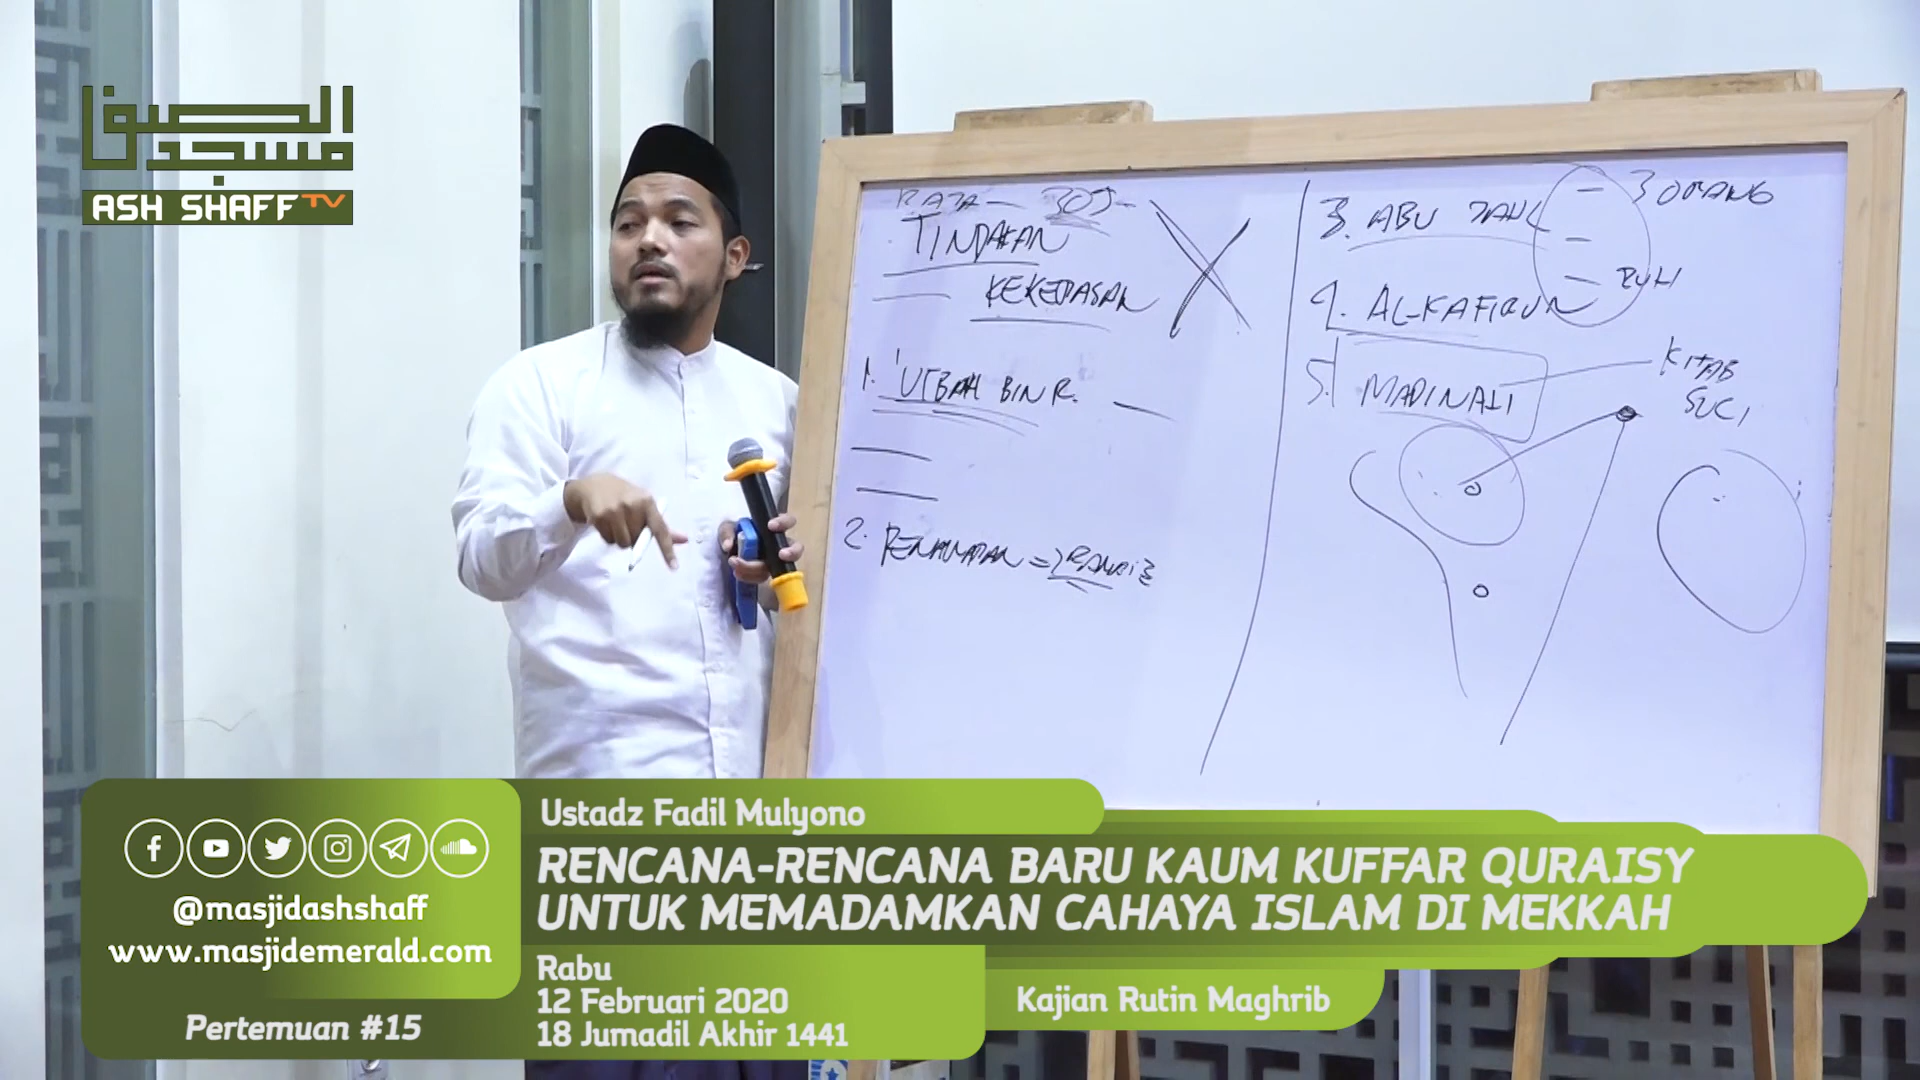 الصف
مسجد
ASH SHAFF TV
TINDAKAN
KEKERASAN
1. 'UTBAH BIN R.
2. PENAWARAN =>
3. ABU JAHL
3 ORANG
RUH
4. AL-KAFIRUN
5. MADINAH
KITAB
SUCI
Ustadz Fadil Mulyono
RENCANA-RENCANA BARU KAUM KUFFAR QURAISY
UNTUK MEMADAMKAN CAHAYA ISLAM DI MEKKAH
@masjidashshaff
www.masjidemerald.com
Pertemuan #15
Rabu
12 Februari 2020
18 Jumadil Akhir 1441
Kajian Rutin Maghrib